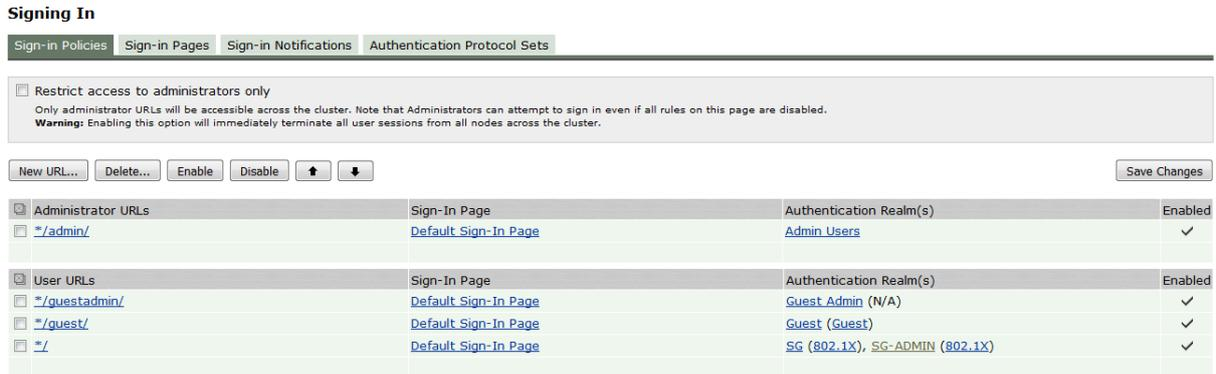 Signing In
Sign-in Policies Sign-in Pages Sign-in Notifications Authentication Protocol Sets
Restrict access to administrators only
Only administrator URLs will be accessible across the cluster. Note that Administrators can attempt to sign in even if all rules on this page are disabled.
Warning: Enabling this option will immediately terminate all user sessions from all nodes across the cluster.
New URL... Delete... Enable Disable Save Changes
Administrator URLs Sign-In Page Authentication Realm(s) Enabled
*/admin/ Default Sign-In Page Admin Users
User URLs Sign-In Page Authentication Realm(s) Enabled
*/guestadmin/ Default Sign-In Page Guest Admin (N/A)
*/guest/ Default Sign-In Page Guest (Guest)
*/ Default Sign-In Page SG (802.1X), SG-ADMIN (802.1X)